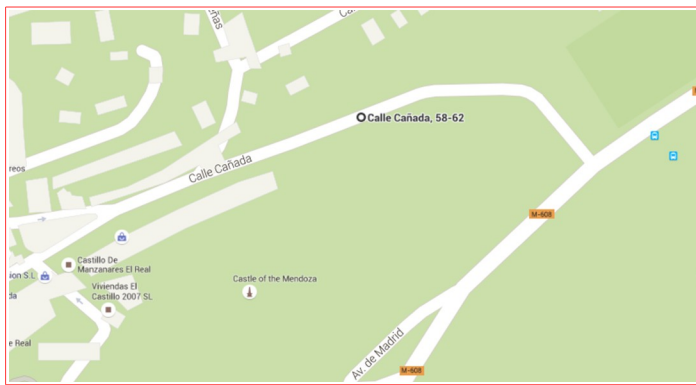 Calle Cañada, 58-62
Calle Cañada
reos
M-608
Castillo De
Manzanares El Real
ion S.L
Viviendas El
Castillo 2007 SL
da
Castle of the Mendoza
e Real
Av. de Madrid
M-608